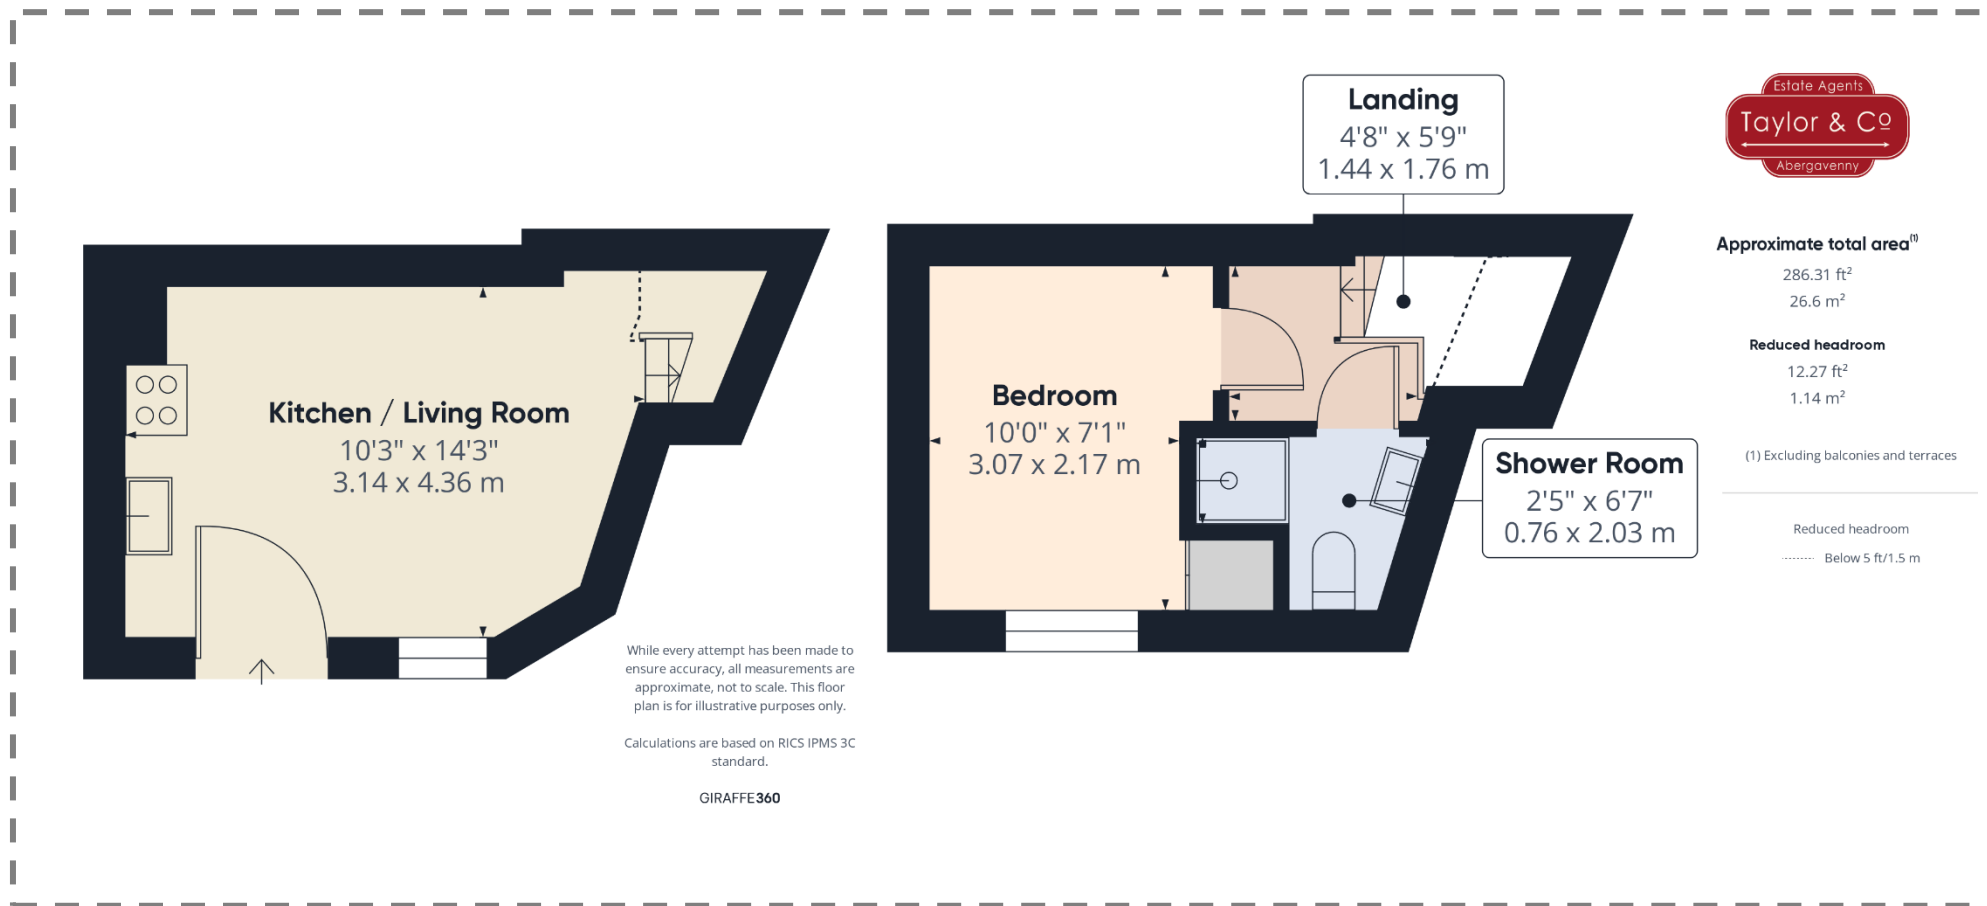 Landing
4'8" x 5'9"
1.44 x 1.76 m
Estate Agents
Taylor & Cº
Abergavenny
Approximate total area⁽¹⁾
286.31 ft²
26.6 m²
Reduced headroom
12.27 ft²
1.14 m²
(1) Excluding balconies and terraces
Reduced headroom
Below 5 ft/1.5 m
Kitchen / Living Room
10'3" x 14'3"
3.14 x 4.36 m
Bedroom
10'0" x 7'1"
3.07 x 2.17 m
Shower Room
2'5" x 6'7"
0.76 x 2.03 m
While every attempt has been made to
ensure accuracy, all measurements are
approximate, not to scale. This floor
plan is for illustrative purposes only.
Calculations are based on RICS IPMS 3C
standard.
GIRAFFE360